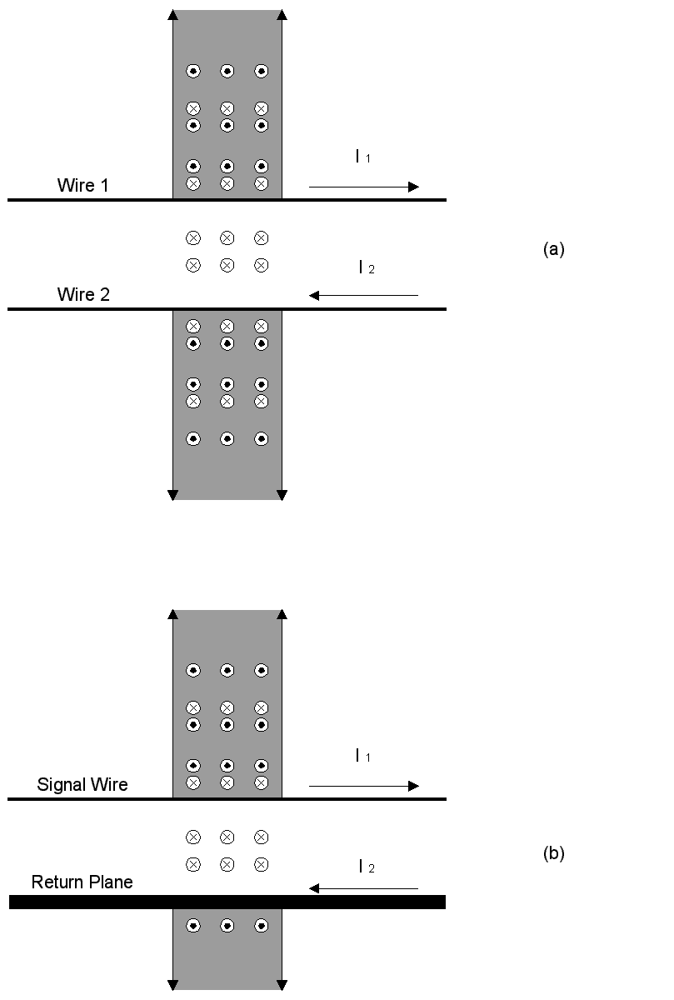 I 1
Wire 1
(a)
I 2
Wire 2
I 1
Signal Wire
(b)
I 2
Return Plane